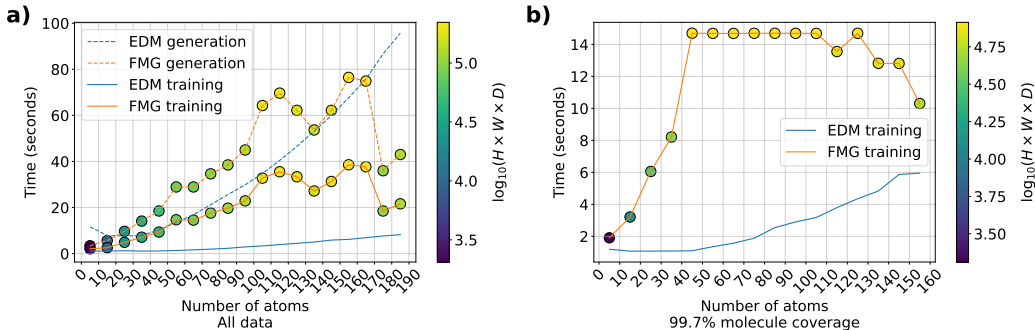 a)
100
80
60
40
20
0
Time (seconds)
EDM generation
FMG generation
EDM training
FMG training
0 10 20 30 40 50 60 70 80 90 100 110 120 130 140 150 160 170 180 190
Number of atoms
All data
5.0
4.5
4.0
3.5
log10(H × W × D)
b)
14
12
10
8
6
4
2
Time (seconds)
EDM training
FMG training
0 10 20 30 40 50 60 70 80 90 100 110 120 130 140 150 160
Number of atoms
99.7% molecule coverage
4.75
4.50
4.25
4.00
3.75
3.50
log10(H × W × D)